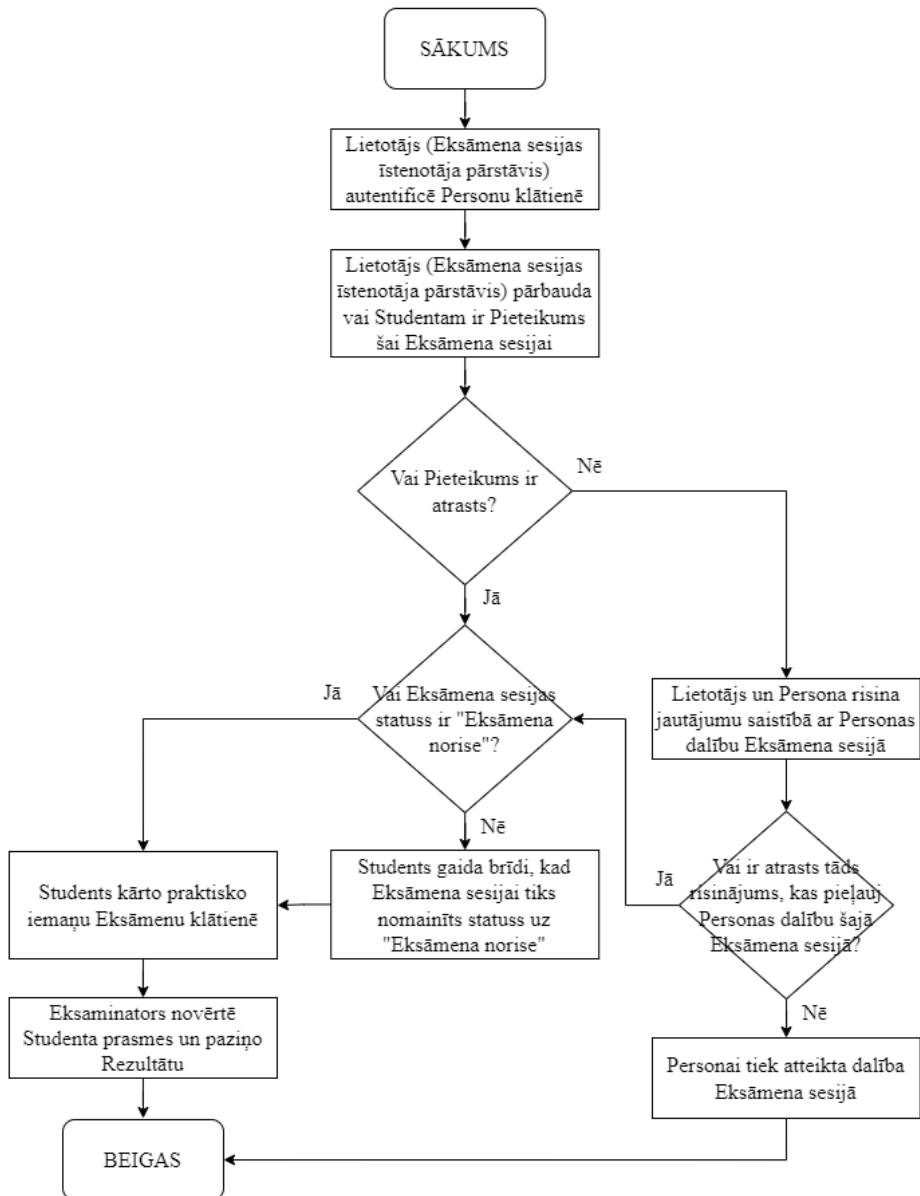 SĀKUMS
Lietotājs (Eksāmena sesijas
īstenotāja pārstāvis)
autentificē Personu klātienē
Lietotājs (Eksāmena sesijas
īstenotāja pārstāvis) pārbauda
vai Studentam ir Pieteikums
šai Eksāmena sesijai
Vai Pieteikums ir
atrasts?
Nē
Jā
Vai Eksāmena sesijas
statuss ir "Eksāmena
norise"?
Jā
Nē
Lietotājs un Persona risina
jautājumu saistībā ar Personas
dalību Eksāmena sesijā
Students kārto praktisko
iemaņu Eksāmenu klātienē
Students gaida brīdi, kad
Eksāmena sesijai tiks
nomainīts statuss uz
"Eksāmena norise"
Jā
Vai ir atrasts tāds
risinājums, kas pieļauj
Personas dalību šajā
Eksāmena sesijā?
Nē
Eksaminators novērtē
Studenta prasmes un paziņo
Rezultātu
Personai tiek atteikta dalība
Eksāmena sesijā
BEIGAS